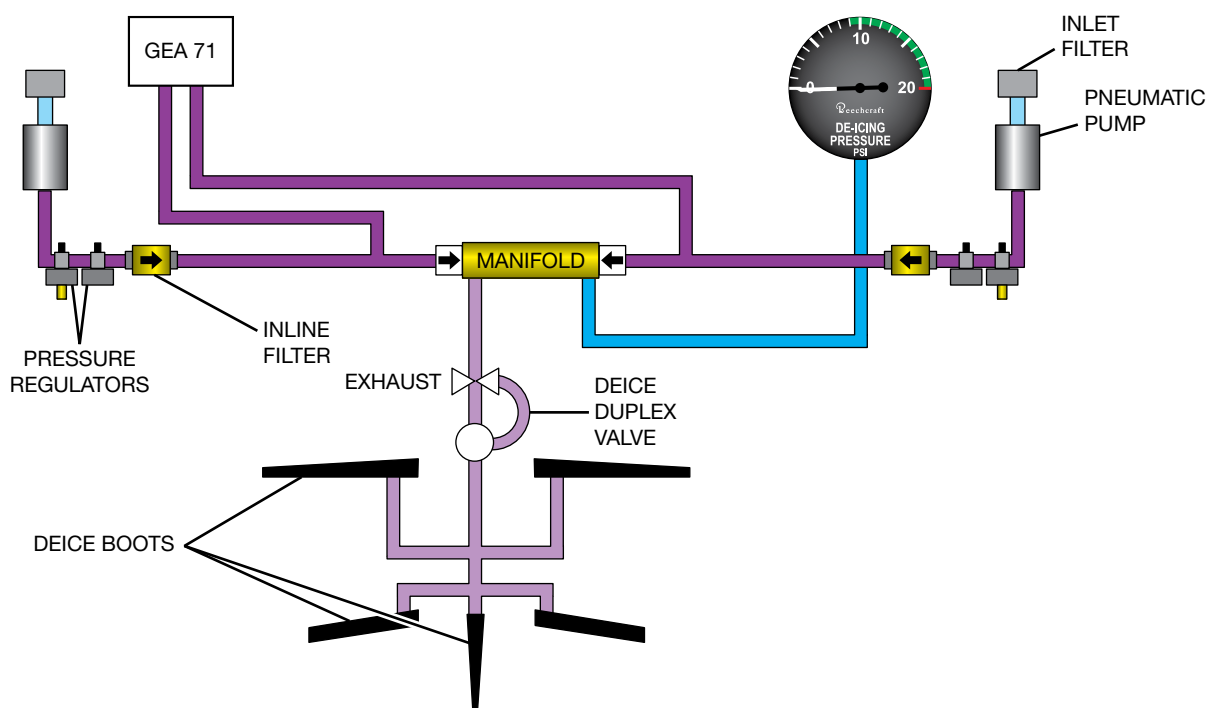 GEA 71
INLET
FILTER
PNEUMATIC
PUMP
0
10
20
Beechcraft
DE-ICING
PRESSURE
PSI
MANIFOLD
PRESSURE
REGULATORS
INLINE
FILTER
EXHAUST
DEICE
DUPLEX
VALVE
DEICE BOOTS